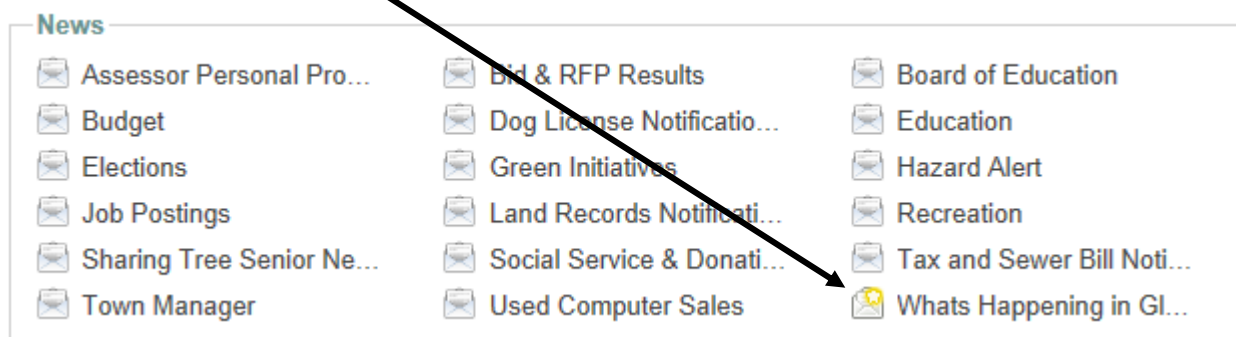 News
Assessor Personal Pro... Bid & RFP Results Board of Education
Budget Dog License Notificatio... Education
Elections Green Initiatives Hazard Alert
Job Postings Land Records Notificati... Recreation
Sharing Tree Senior Ne... Social Service & Donati... Tax and Sewer Bill Noti...
Town Manager Used Computer Sales Whats Happening in Gl...